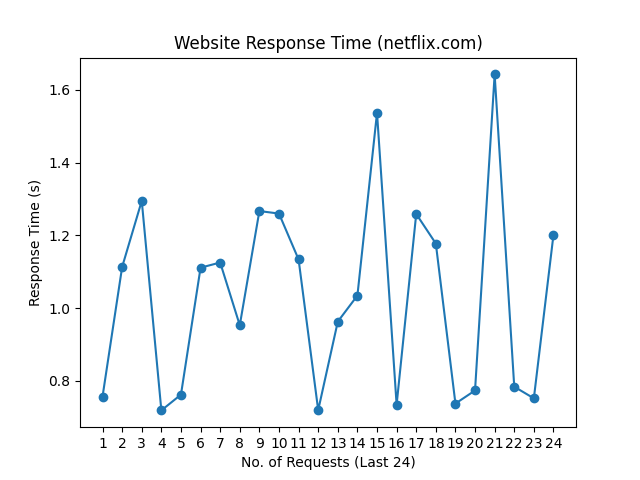 Website Response Time (netflix.com)
Response Time (s)
1.6
1.4
1.2
1.0
0.8
1 2 3 4 5 6 7 8 9 10 11 12 13 14 15 16 17 18 19 20 21 22 23 24
No. of Requests (Last 24)